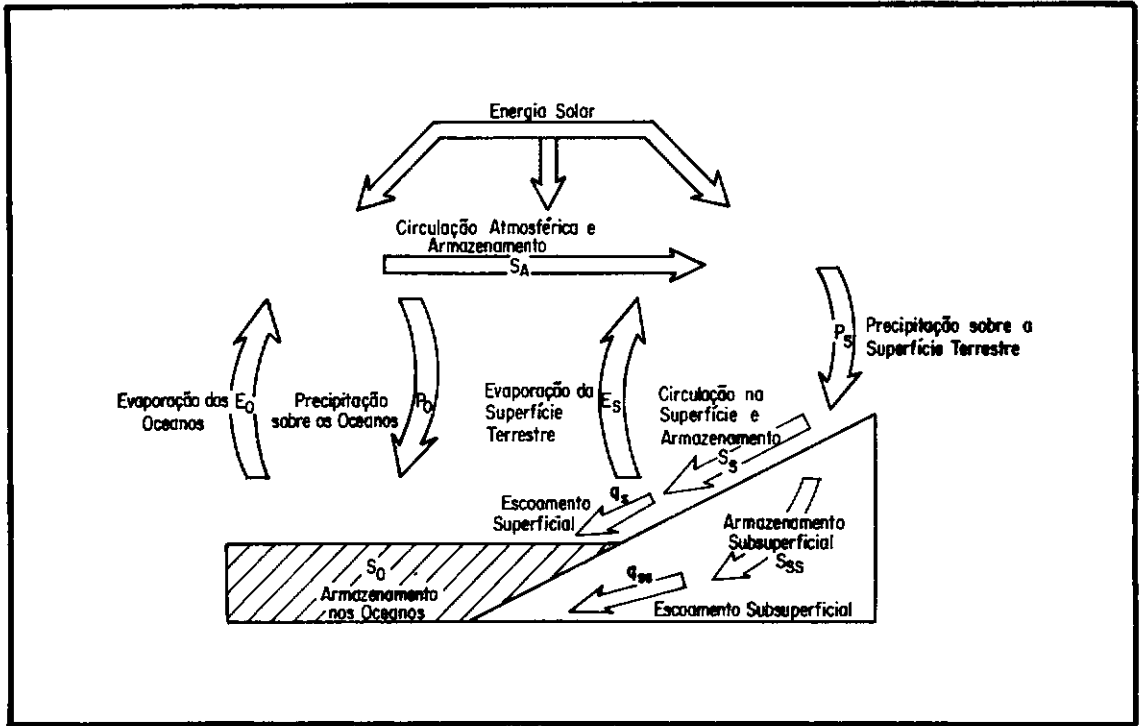 Energia Solar
Circulação Atmosférica e
Armazenamento
S_A
P_S
Precipitação sobre a
Superfície Terrestre
Evaporação dos
Oceanos
E_O
Precipitação
sobre os Oceanos
P_O
Evaporação da
Superfície
Terrestre
E_S
Circulação na
Superfície e
Armazenamento
S_S
q_s
Escoamento
Superficial
Armazenamento
Subsuperficial
S_SS
q_ss
Escoamento Subsuperficial
S_O
Armazenamento
nos Oceanos